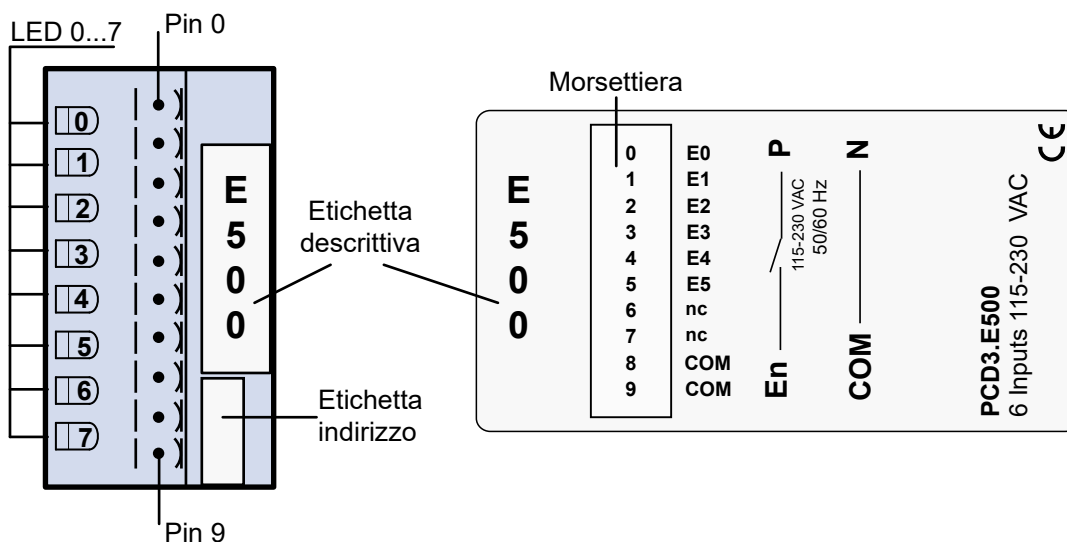 LED 0...7
Pin 0
0
1
2
3
4
5
6
7
E
5
0
0
Pin 9
Etichetta
descrittiva
Etichetta
indirizzo
Morsettiera
E
5
0
0
0 E0
1 E1
2 E2
3 E3
4 E4
5 E5
6 nc
7 nc
8 COM
9 COM
P
115-230 VAC
50/60 Hz
En
N
COM
PCD3.E500
6 Inputs 115-230 VAC
CE